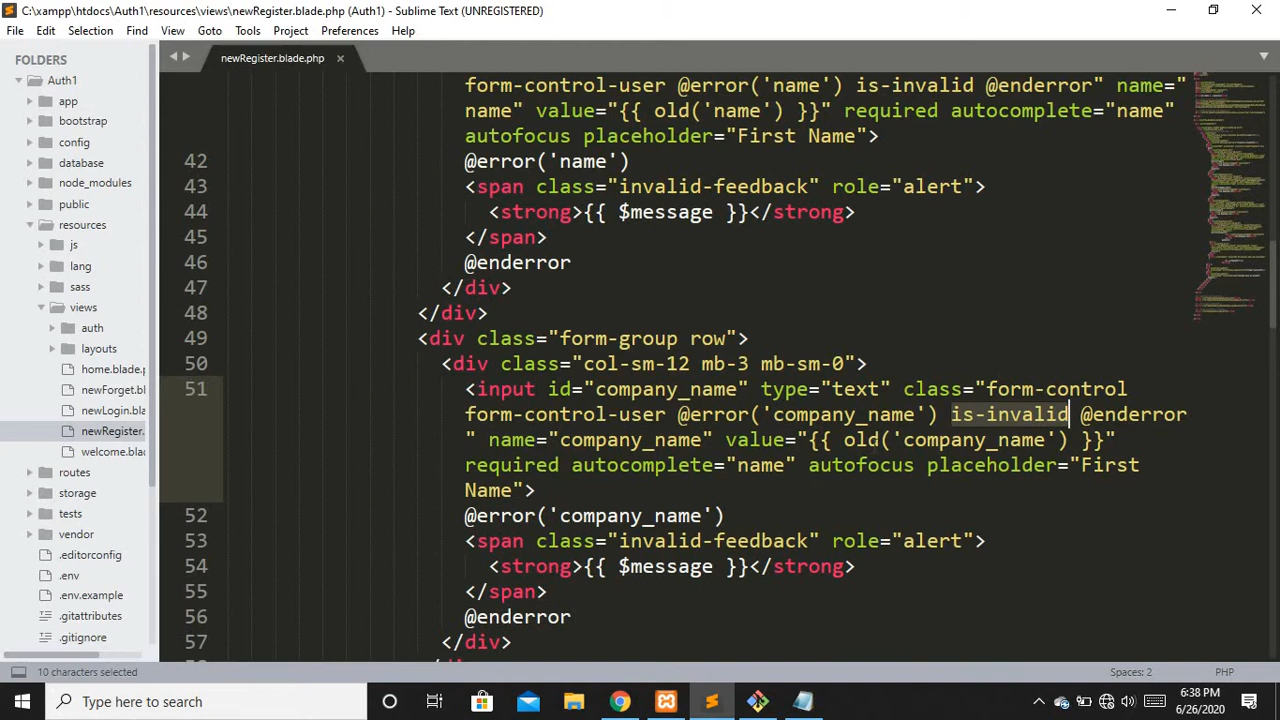 C:\xampp\htdocs\Auth1\resources\views\newRegister.blade.php (Auth1) - Sublime Text (UNREGISTERED)
File Edit Selection Find View Goto Tools Project Preferences Help
FOLDERS
Auth1
app
bootstrap
config
database
node_modules
public
resources
js
lang
sass
views
auth
layouts
home.blade.p
newForget.bl
newLogin.bla
newRegister.
welcome.blad
routes
storage
tests
vendor
.editorconfig
.env
.env.example
.gitattributes
.gitignore
newRegister.blade.php
form-control-user @error('name') is-invalid @enderror" name="
name" value="{{ old('name') }}" required autocomplete="name"
autofocus placeholder="First Name">
42 @error('name')
43 <span class="invalid-feedback" role="alert">
44 <strong>{{ $message }}</strong>
45 </span>
46 @enderror
47 </div>
48 </div>
49 <div class="form-group row">
50 <div class="col-sm-12 mb-3 mb-sm-0">
51 <input id="company_name" type="text" class="form-control
form-control-user @error('company_name') is-invalid @enderror
" name="company_name" value="{{ old('company_name') }}"
required autocomplete="name" autofocus placeholder="First
Name">
52 @error('company_name')
53 <span class="invalid-feedback" role="alert">
54 <strong>{{ $message }}</strong>
55 </span>
56 @enderror
57 </div>
10 characters selected
Spaces: 2
PHP
Type here to search
6:38 PM
6/26/2020